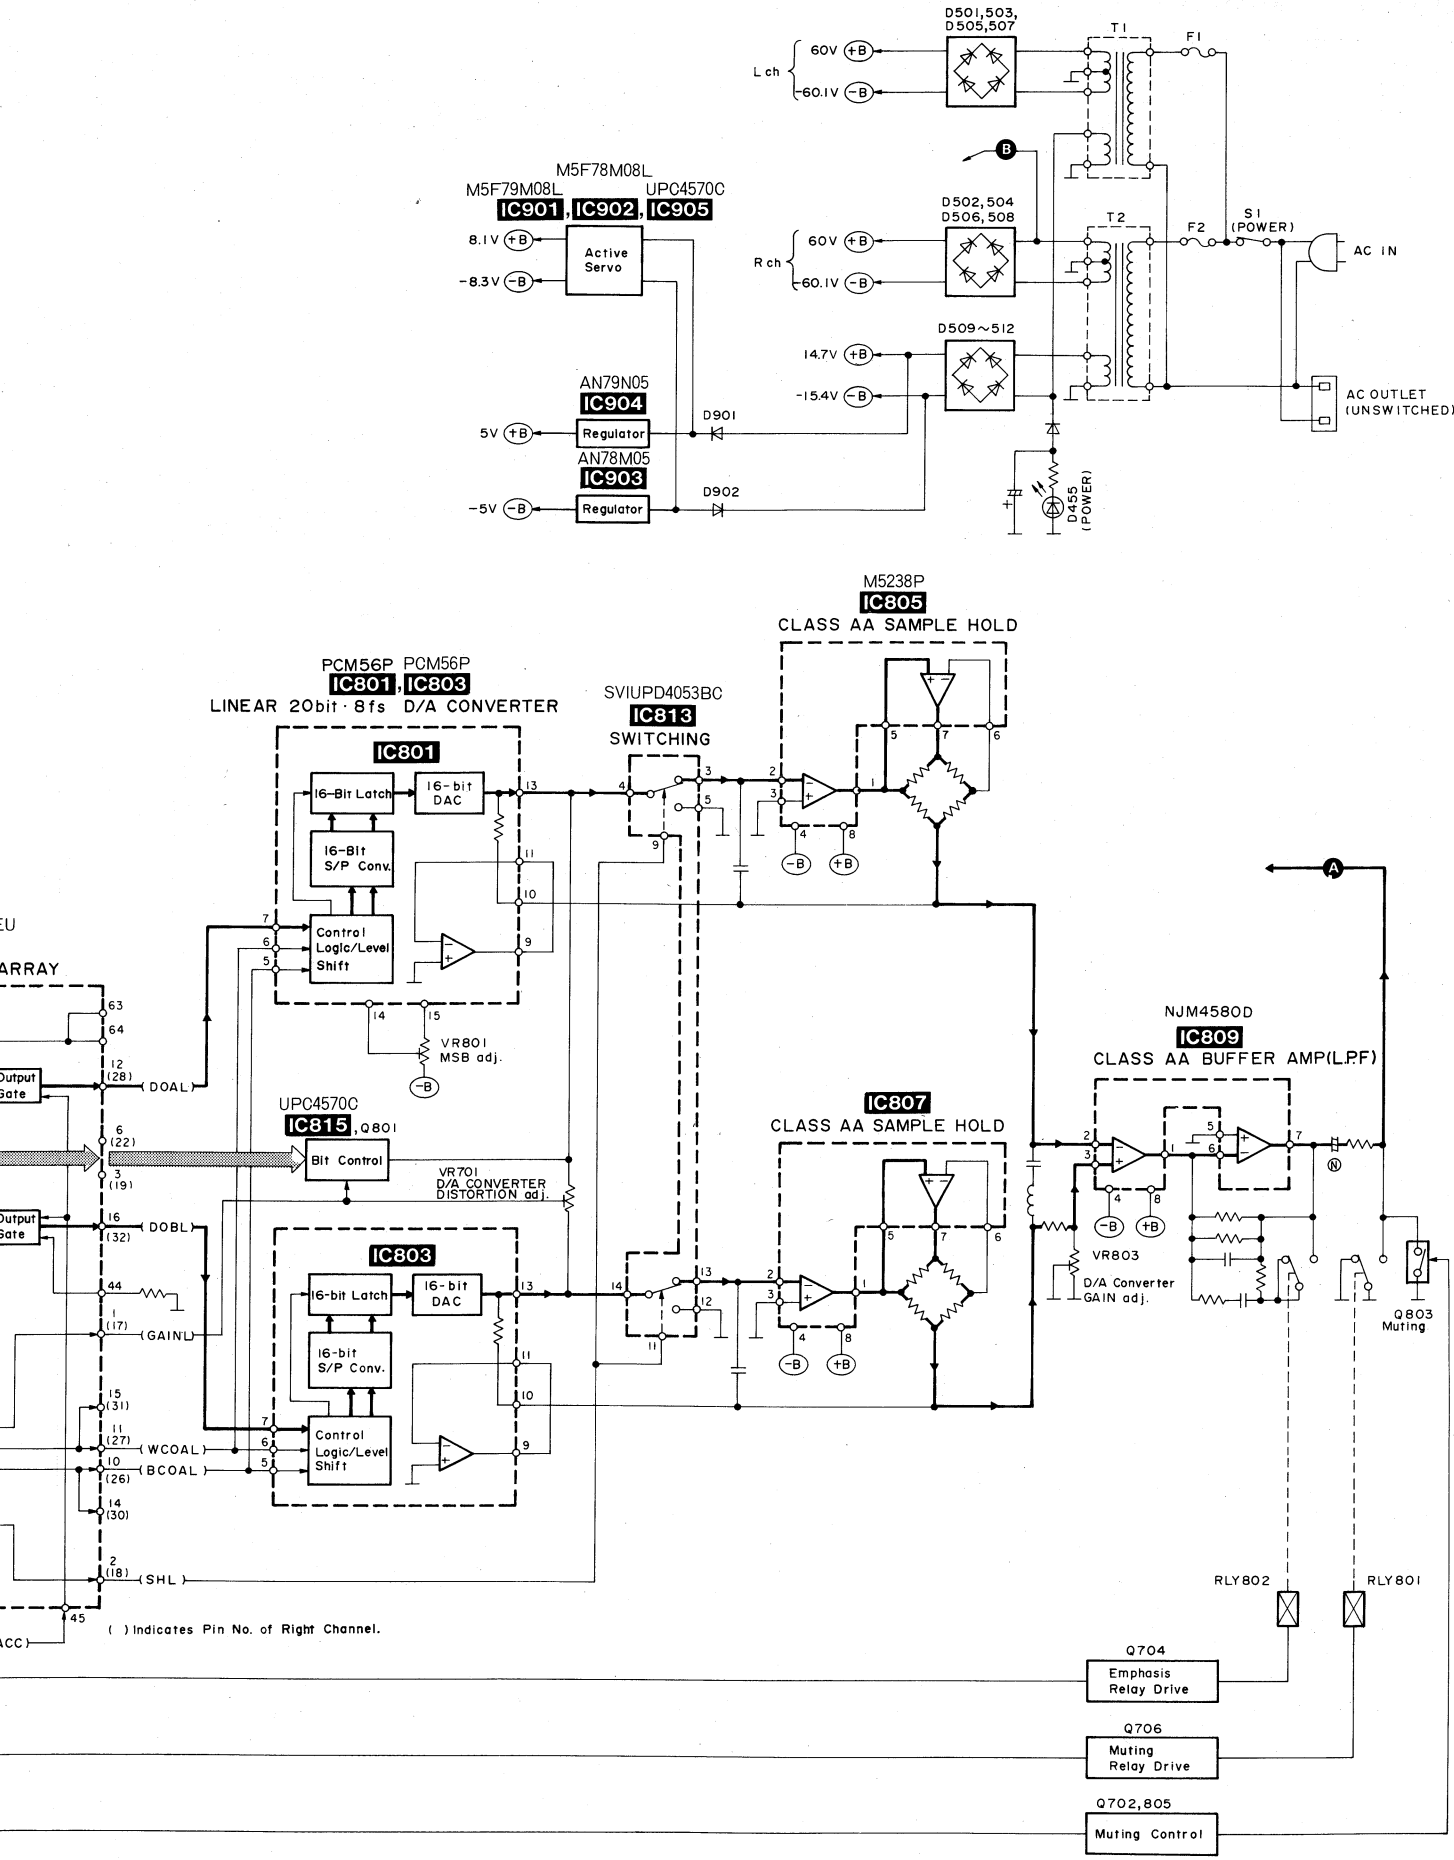 D501,503,
D505,507
T1
F1
L ch
60V +B
-60.1V -B
B
M5F78M08L
M5F79M08L
UPC4570C
IC901, IC902, IC905
D502,504
D506,508
T2
F2
S1
(POWER)
AC IN
8.1V +B
Active
Servo
-8.3V -B
R ch
60V +B
-60.1V -B
D509~512
14.7V +B
-15.4V -B
AC OUTLET
(UNSWITCHED)
AN79N05
IC904
5V +B
Regulator
D901
AN78M05
IC903
-5V -B
Regulator
D902
+
D455
(POWER)
M5238P
IC805
CLASS AA SAMPLE HOLD
PCM56P PCM56P
IC801, IC803
LINEAR 20bit·8fs D/A CONVERTER
SVIUPD4053BC
IC813
SWITCHING
IC801
16-Bit Latch
16-bit
DAC
13
4
3
5
9
2
3
1
4
8
5
7
6
-B
+B
16-Bit
S/P Conv.
11
10
9
7
6
5
Control
Logic/Level
Shift
14
15
VR801
MSB adj.
-B
A
EU
ARRAY
63
64
Output
Gate
12
(28)
(DOAL)
6
(22)
3
(19)
UPC4570C
IC815, Q801
Bit Control
VR701
D/A CONVERTER
DISTORTION adj.
IC807
CLASS AA SAMPLE HOLD
NJM4580D
IC809
CLASS AA BUFFER AMP(L.P.F)
2
3
1
5
6
7
4
8
-B
+B
N
Output
Gate
16
(32)
(DOBL)
44
1
(17)
(GAINL)
IC803
16-bit Latch
16-bit
DAC
13
14
13
12
11
2
3
1
4
8
5
7
6
-B
+B
VR803
D/A Converter
GAIN adj.
Q803
Muting
16-bit
S/P Conv.
11
10
9
7
6
5
Control
Logic/Level
Shift
15
(31)
11
(27)
(WCOAL)
10
(26)
(BCOAL)
14
(30)
2
(18)
(SHL)
45
ACC)
( ) Indicates Pin No. of Right Channel.
RLY802
RLY801
Q704
Emphasis
Relay Drive
Q706
Muting
Relay Drive
Q702,805
Muting Control